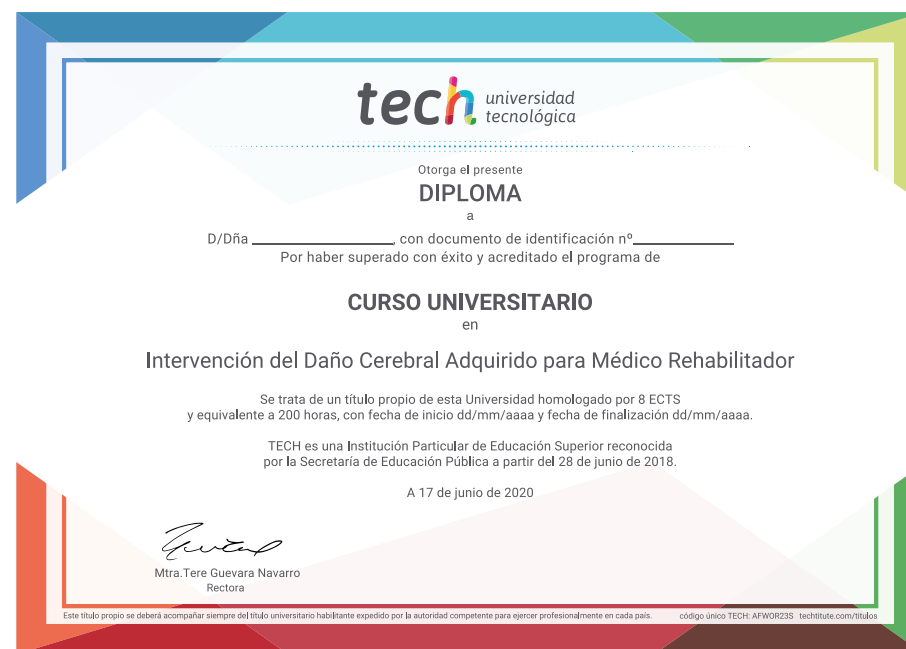 tech universidad
tecnológica
Otorga el presente
DIPLOMA
a
D/Dña ______________, con documento de identificación nº____________
Por haber superado con éxito y acreditado el programa de
CURSO UNIVERSITARIO
en
Intervención del Daño Cerebral Adquirido para Médico Rehabilitador
Se trata de un título propio de esta Universidad homologado por 8 ECTS
y equivalente a 200 horas, con fecha de inicio dd/mm/aaaa y fecha de finalización dd/mm/aaaa.
TECH es una Institución Particular de Educación Superior reconocida
por la Secretaría de Educación Pública a partir del 28 de junio de 2018.
A 17 de junio de 2020
Mtra.Tere Guevara Navarro
Rectora
Este título propio se deberá acompañar siempre del título universitario habilitante expedido por la autoridad competente para ejercer profesionalmente en cada país. código único TECH: AFWOR23S techtitute.com/titulos